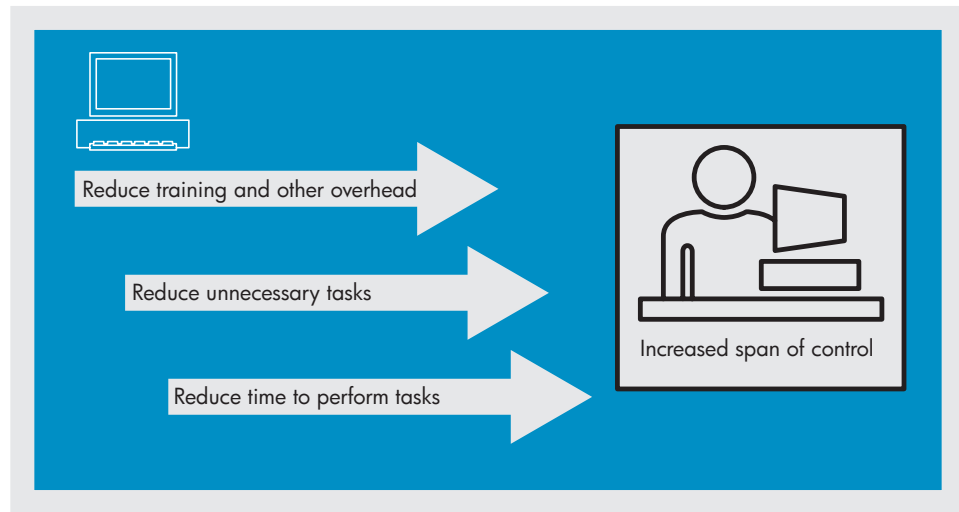 Reduce training and other overhead
Reduce unnecessary tasks
Increased span of control
Reduce time to perform tasks